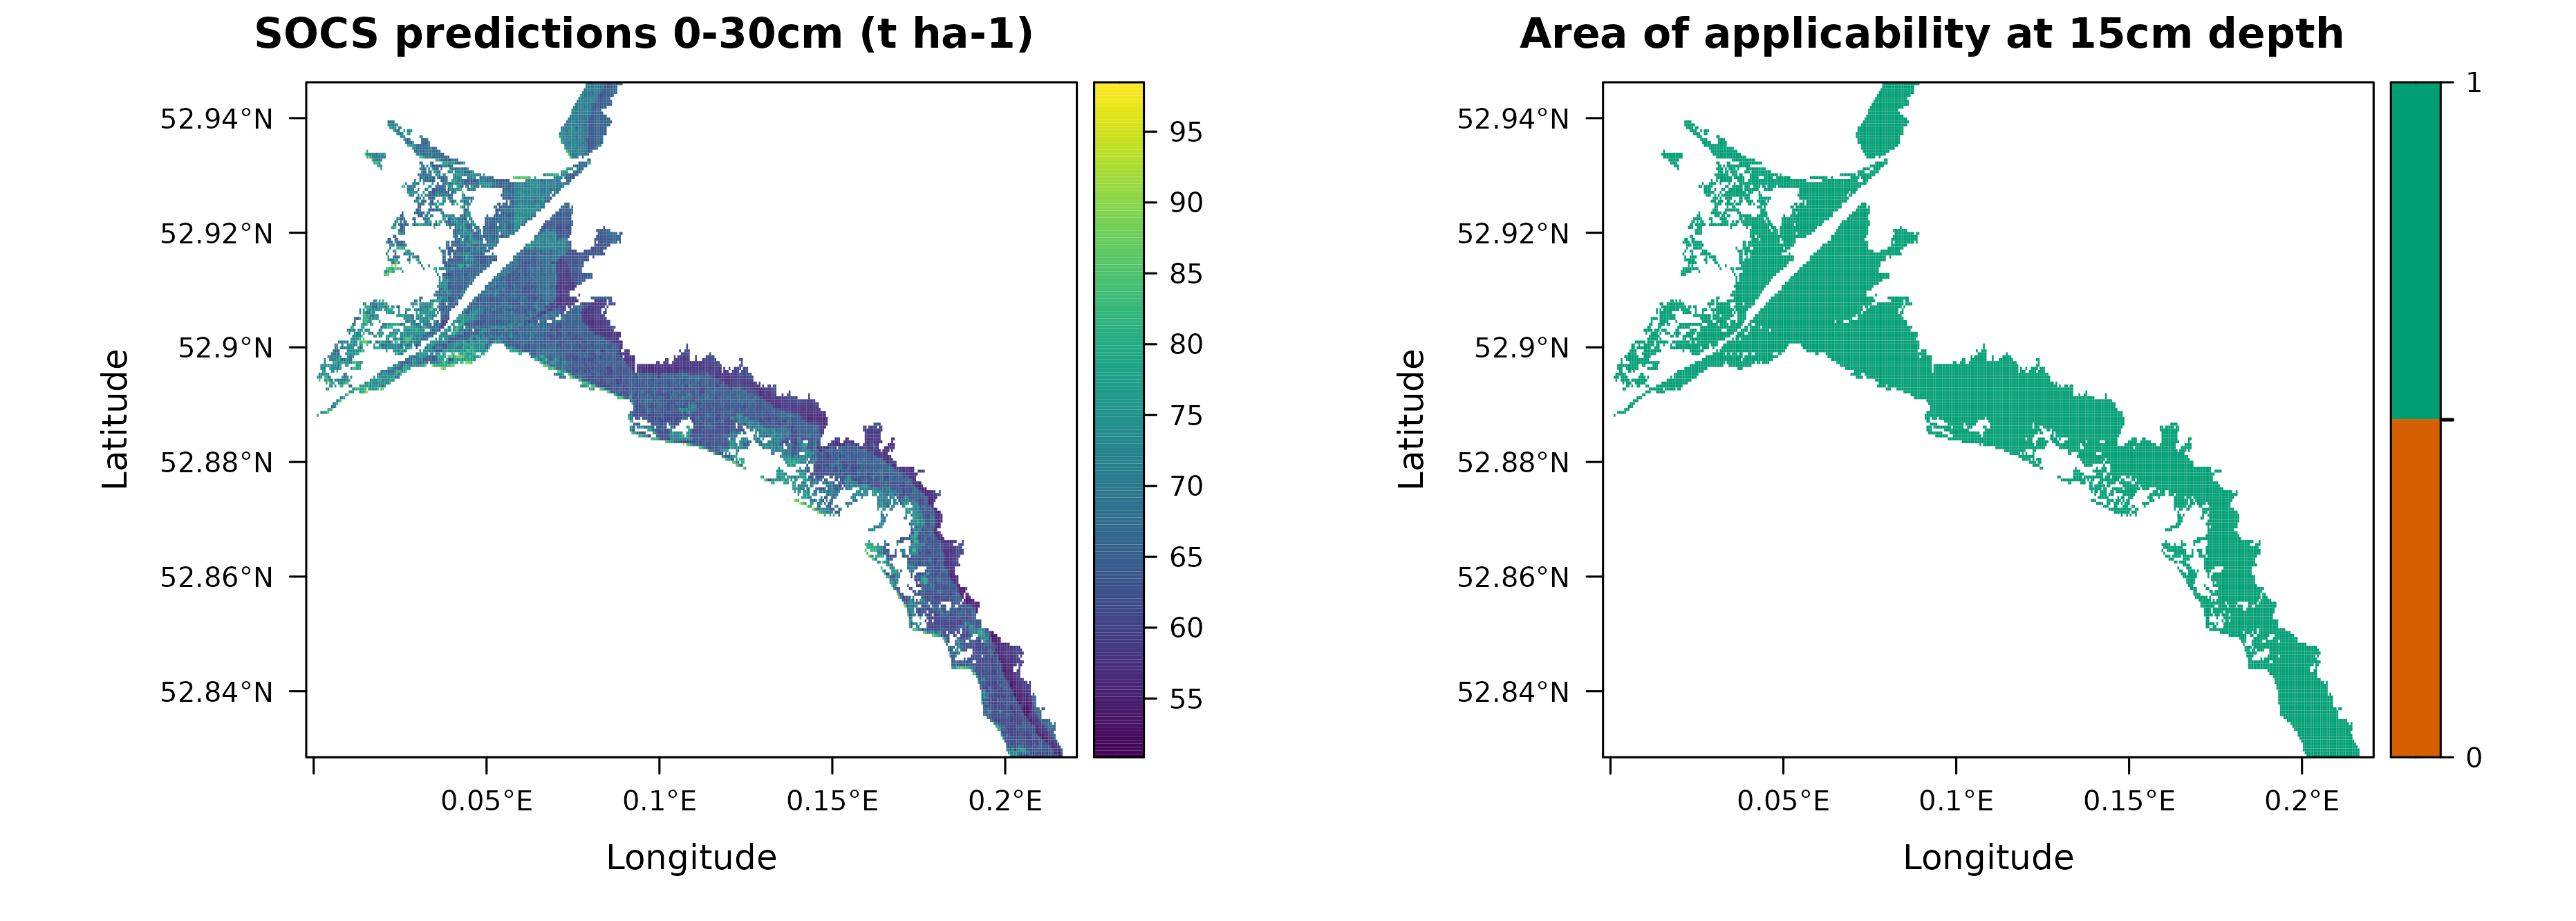 SOCS predictions 0-30cm (t ha-1)
52.94°N
52.92°N
52.9°N
52.88°N
52.86°N
52.84°N
Latitude
0.05°E
0.1°E
0.15°E
0.2°E
Longitude
95
90
85
80
75
70
65
60
55
Area of applicability at 15cm depth
52.94°N
52.92°N
52.9°N
52.88°N
52.86°N
52.84°N
Latitude
0.05°E
0.1°E
0.15°E
0.2°E
Longitude
1
0